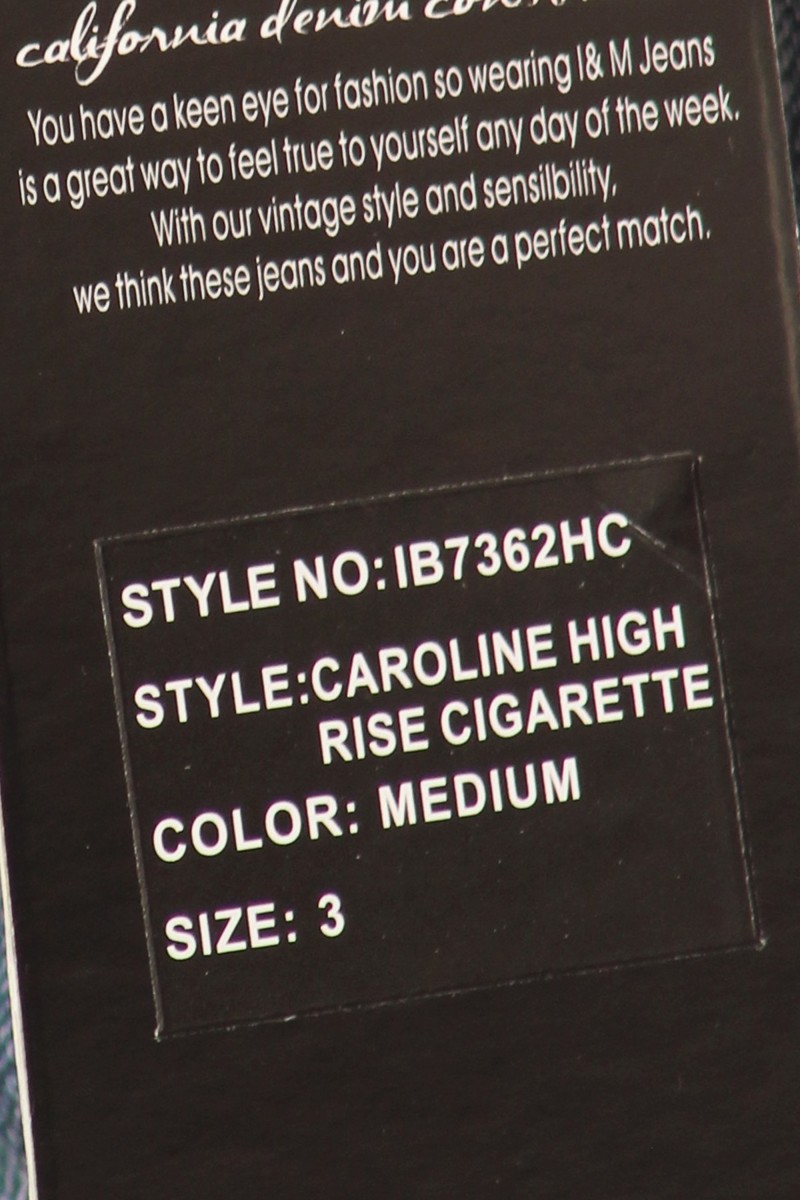 california denim
You have a keen eye for fashion so wearing I& M Jeans
is a great way to feel true to yourself any day of the week.
With our vintage style and sensilbility,
we think these jeans and you are a perfect match.
STYLE NO: IB7362HC
STYLE:CAROLINE HIGH
RISE CIGARETTE
COLOR: MEDIUM
SIZE: 3